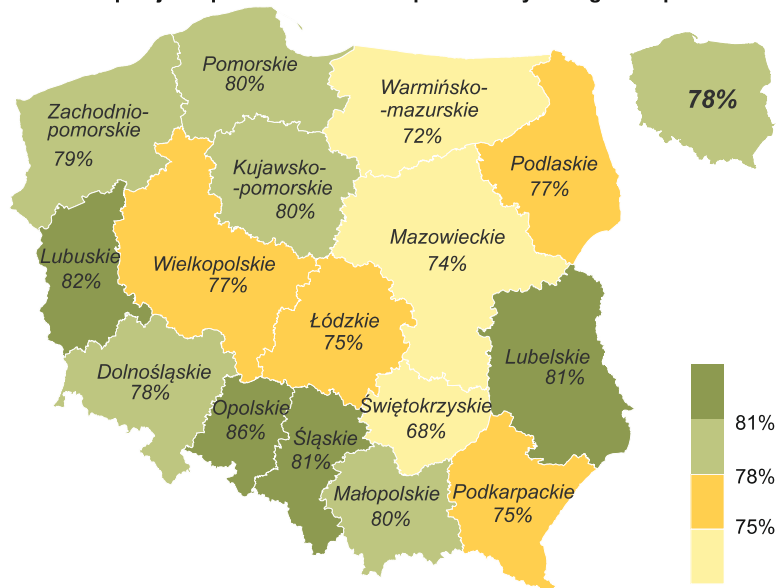 Pomorskie
80%
Zachodnio-
pomorskie
79%
Warmińsko-
-mazurskie
72%
78%
Podlaskie
77%
Kujawsko-
-pomorskie
80%
Lubuskie
82%
Wielkopolskie
77%
Mazowieckie
74%
Łódzkie
75%
Lubelskie
81%
Dolnośląskie
78%
Opolskie
86%
Śląskie
81%
Świętokrzyskie
68%
Małopolskie
80%
Podkarpackie
75%
81%
78%
75%